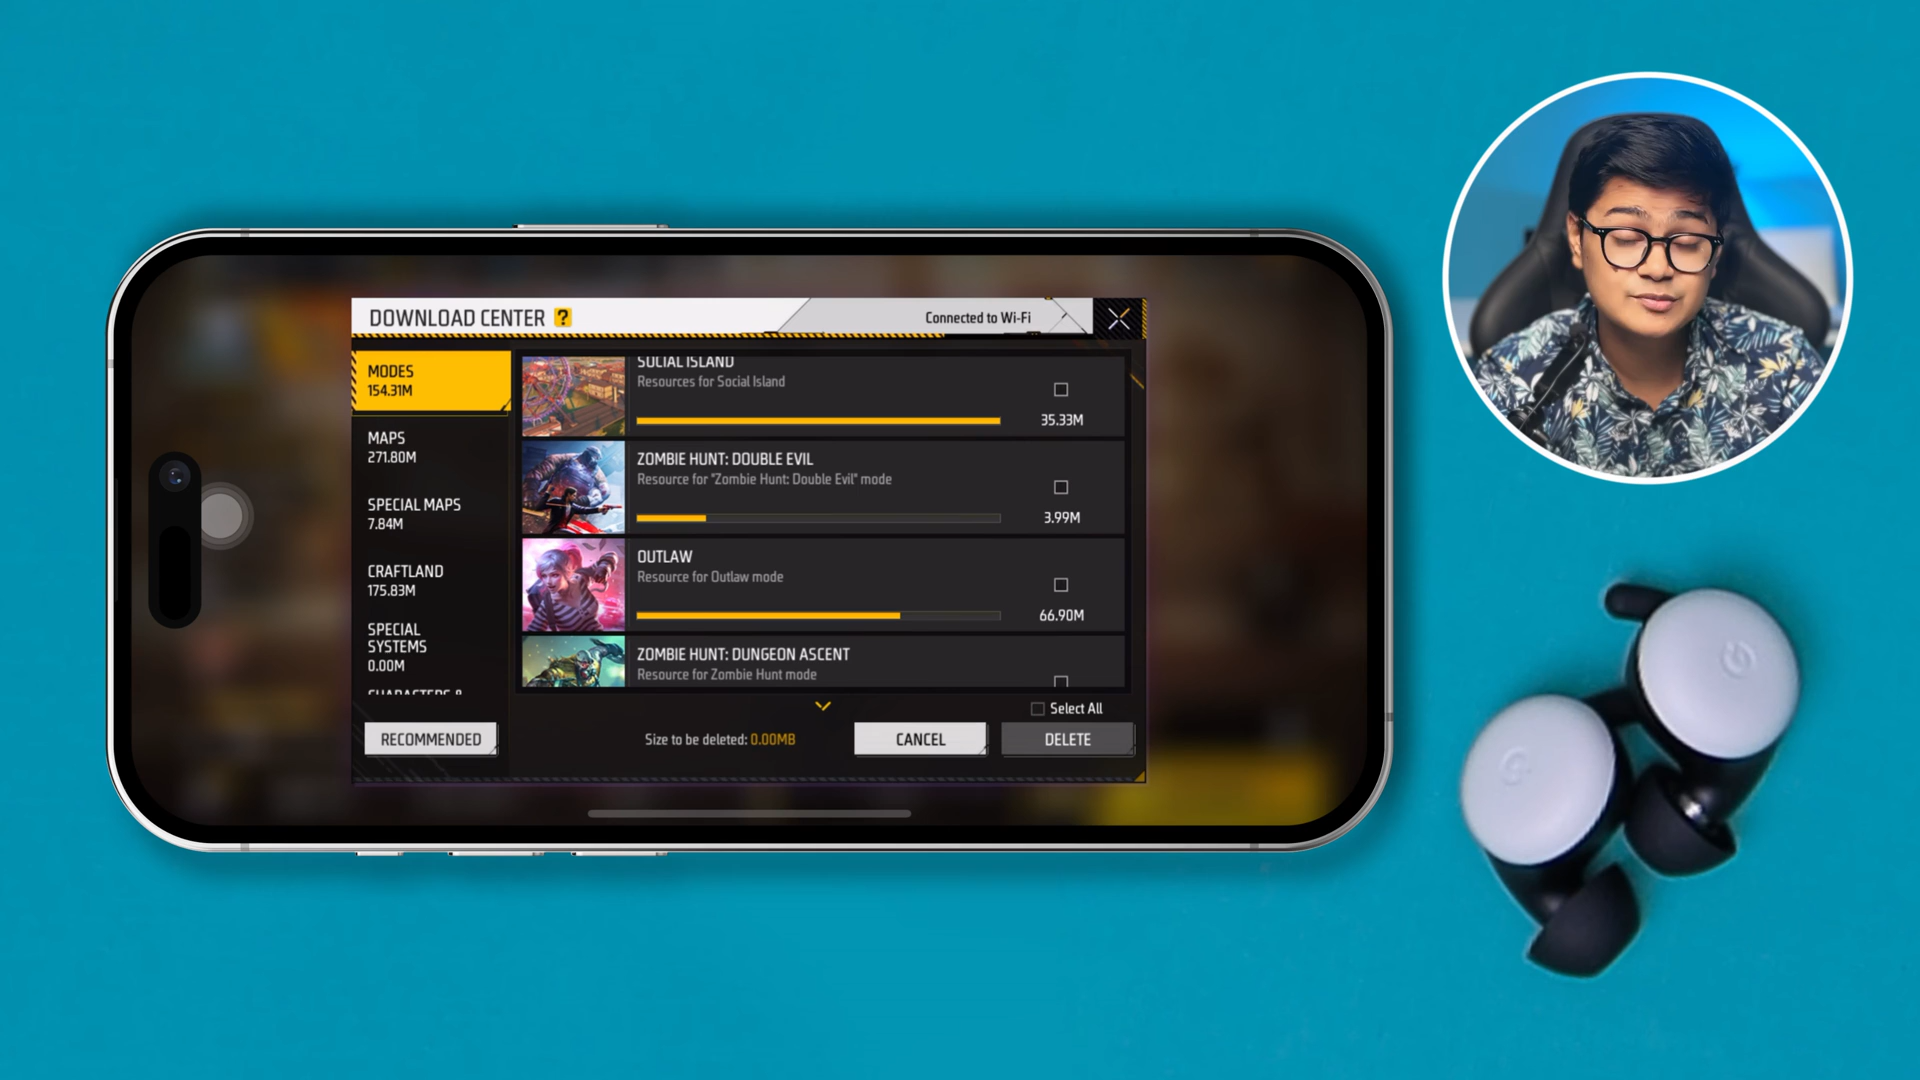 DOWNLOAD CENTER ?
Connected to Wi-Fi
MODES
154.31M
MAPS
271.80M
SPECIAL MAPS
7.84M
CRAFTLAND
175.83M
SPECIAL
SYSTEMS
0.00M
CHARACTERS &
RECOMMENDED
SOCIAL ISLAND
Resources for Social Island
35.33M
ZOMBIE HUNT: DOUBLE EVIL
Resource for "Zombie Hunt: Double Evil" mode
3.99M
OUTLAW
Resource for Outlaw mode
66.90M
ZOMBIE HUNT: DUNGEON ASCENT
Resource for Zombie Hunt mode
Select All
Size to be deleted: 0.00MB
CANCEL
DELETE